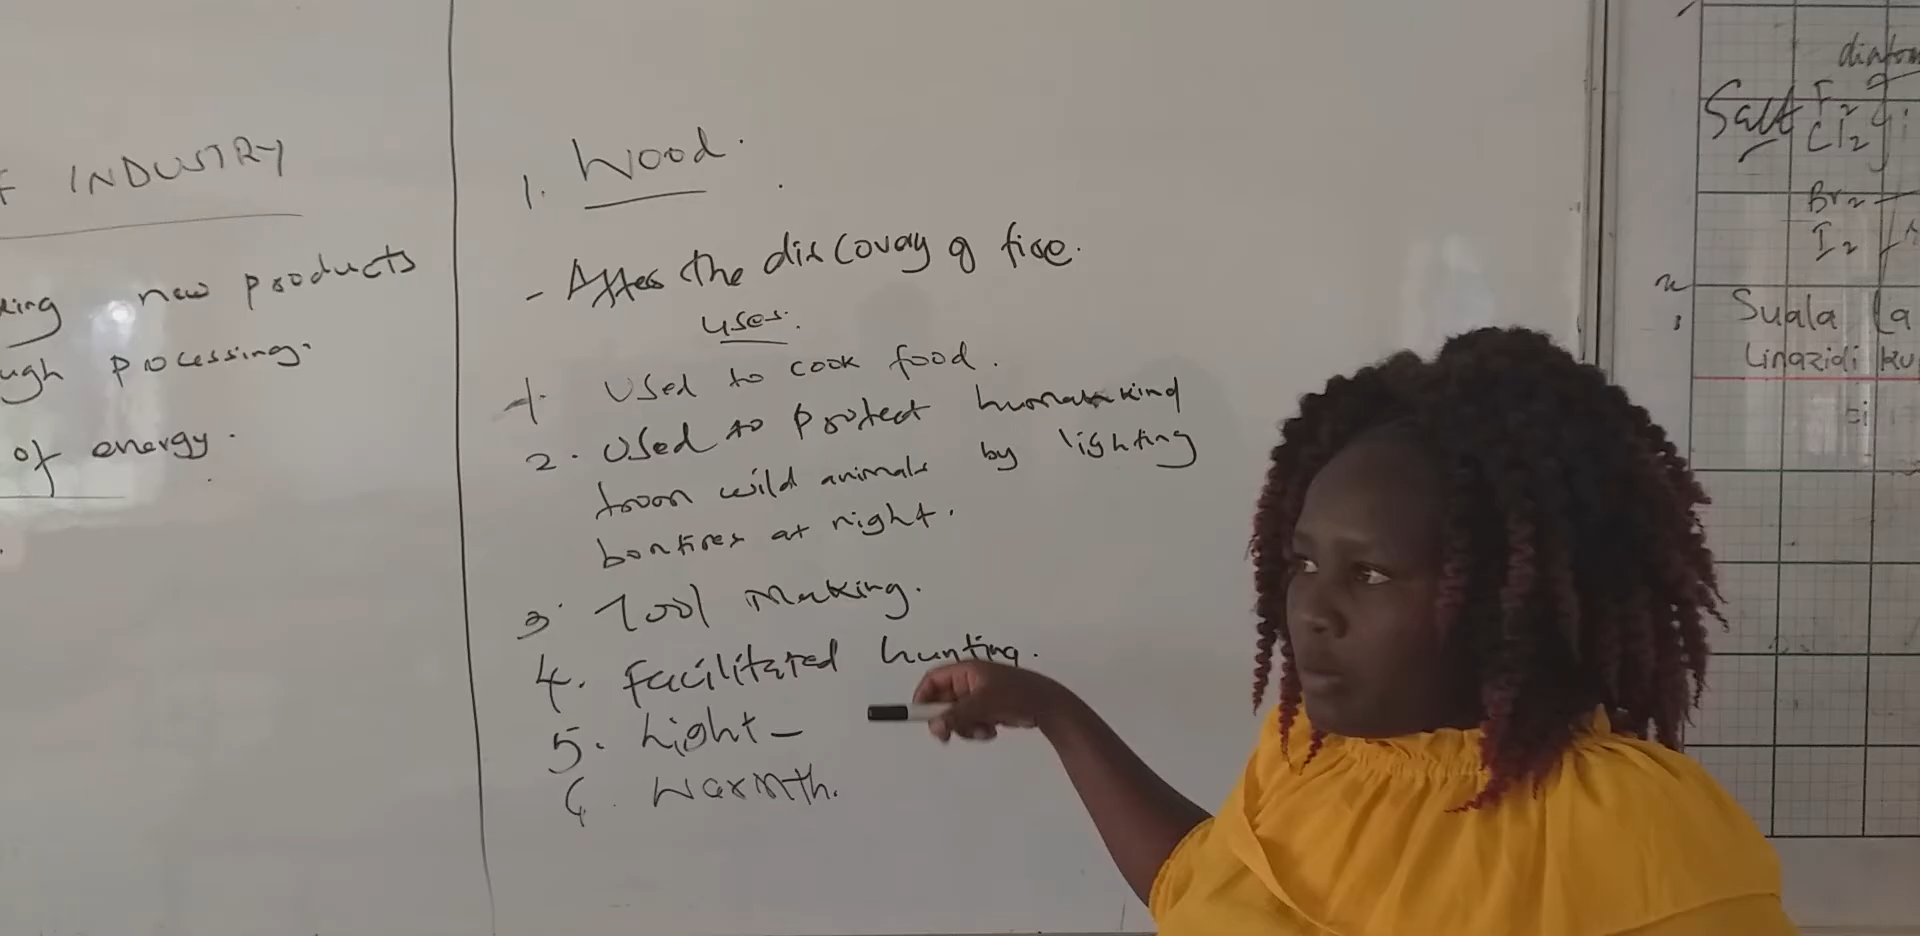 INDUSTRY
new products
processing.
of energy.
1. Wood.
- After the discovery of fire.
uses.
1. Used to cook food.
2. Used to protect humankind
from wild animals by lighting
bonfires at night.
3. Tool Making.
4. Facilitated hunting.
5. Light -
6. Warmth.
Salt F2
Cl2
Br2
I2
Suala la
Linazidi